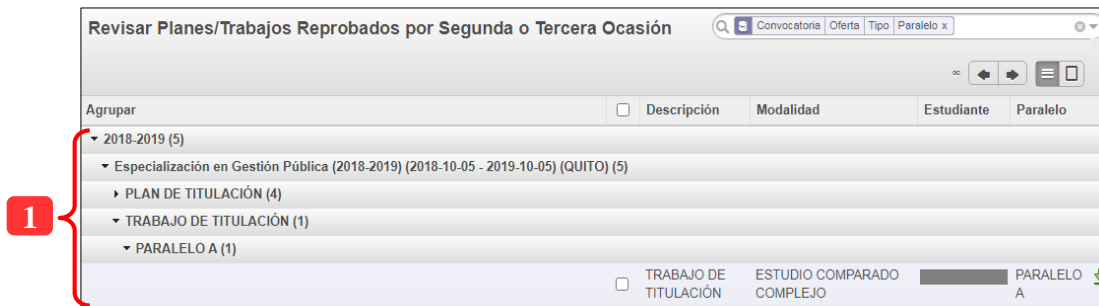 Revisar Planes/Trabajos Reprobados por Segunda o Tercera Ocasión
Convocatoria Oferta Tipo Paralelo x
∞
Agrupar Descripción Modalidad Estudiante Paralelo
2018-2019 (5)
Especialización en Gestión Pública (2018-2019) (2018-10-05 - 2019-10-05) (QUITO) (5)
PLAN DE TITULACIÓN (4)
1
TRABAJO DE TITULACIÓN (1)
PARALELO A (1)
TRABAJO DE ESTUDIO COMPARADO PARALELO
TITULACIÓN COMPLEJO A